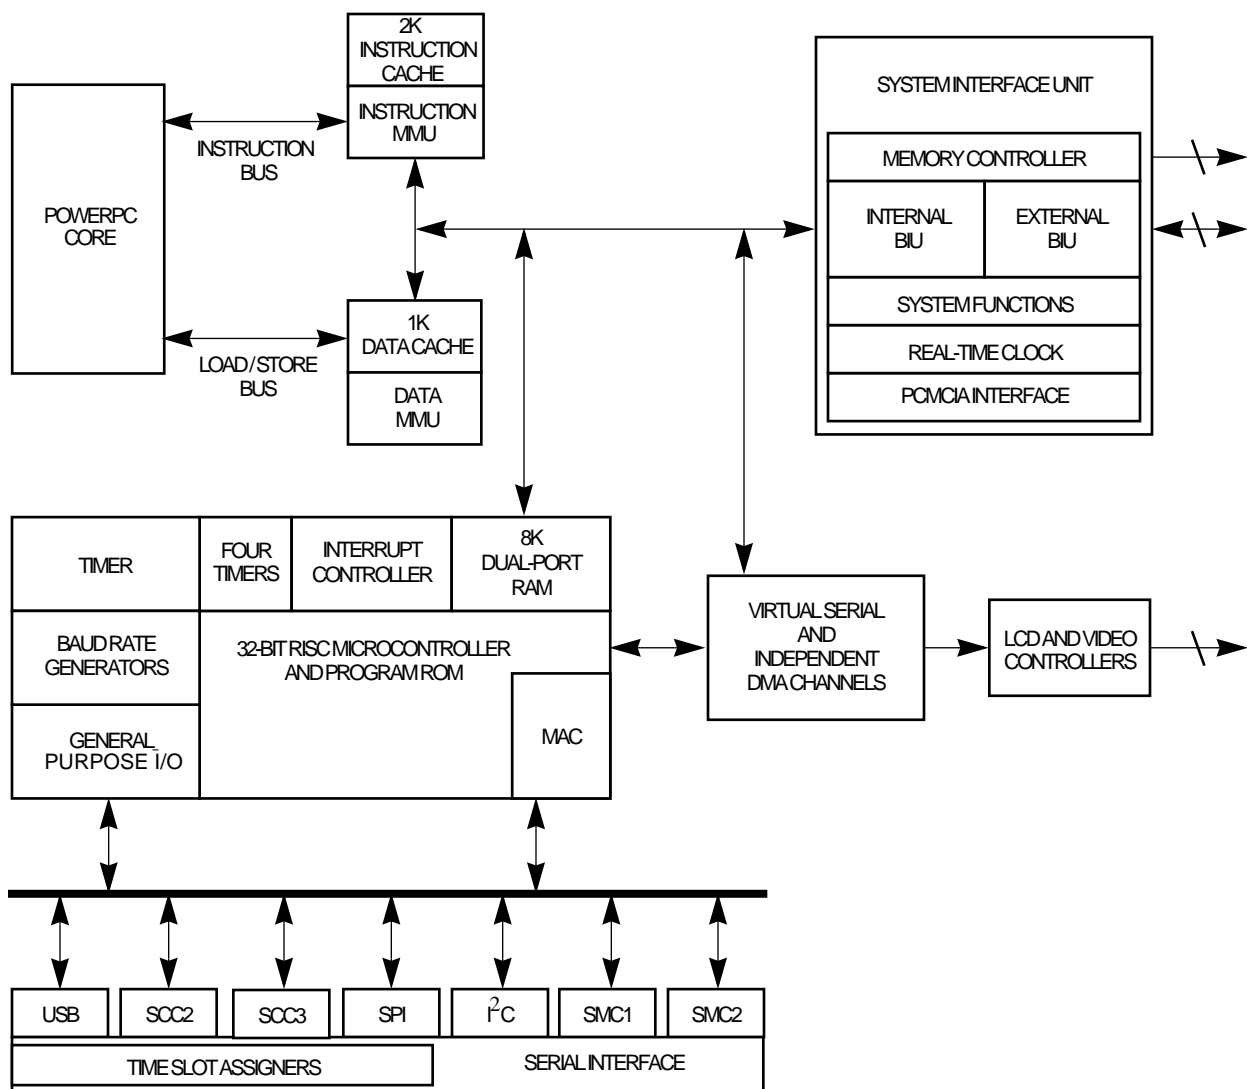 2K
INSTRUCTION
CACHE
INSTRUCTION
MMU
INSTRUCTION
BUS
POWERPC
CORE
1K
DATA CACHE
LOAD/STORE
BUS
DATA
MMU
SYSTEM INTERFACE UNIT
MEMORY CONTROLLER
INTERNAL
BIU
EXTERNAL
BIU
SYSTEM FUNCTIONS
REAL-TIME CLOCK
PCMCIA INTERFACE
TIMER
FOUR
TIMERS
INTERRUPT
CONTROLLER
8K
DUAL-PORT
RAM
BAUD RATE
GENERATORS
32-BIT RISC MICROCONTROLLER
AND PROGRAM ROM
GENERAL
PURPOSE I/O
MAC
VIRTUAL SERIAL
AND
INDEPENDENT
DMA CHANNELS
LCD AND VIDEO
CONTROLLERS
USB
SCC2
SCC3
SPI
I²C
SMC1
SMC2
TIME SLOT ASSIGNERS
SERIAL INTERFACE